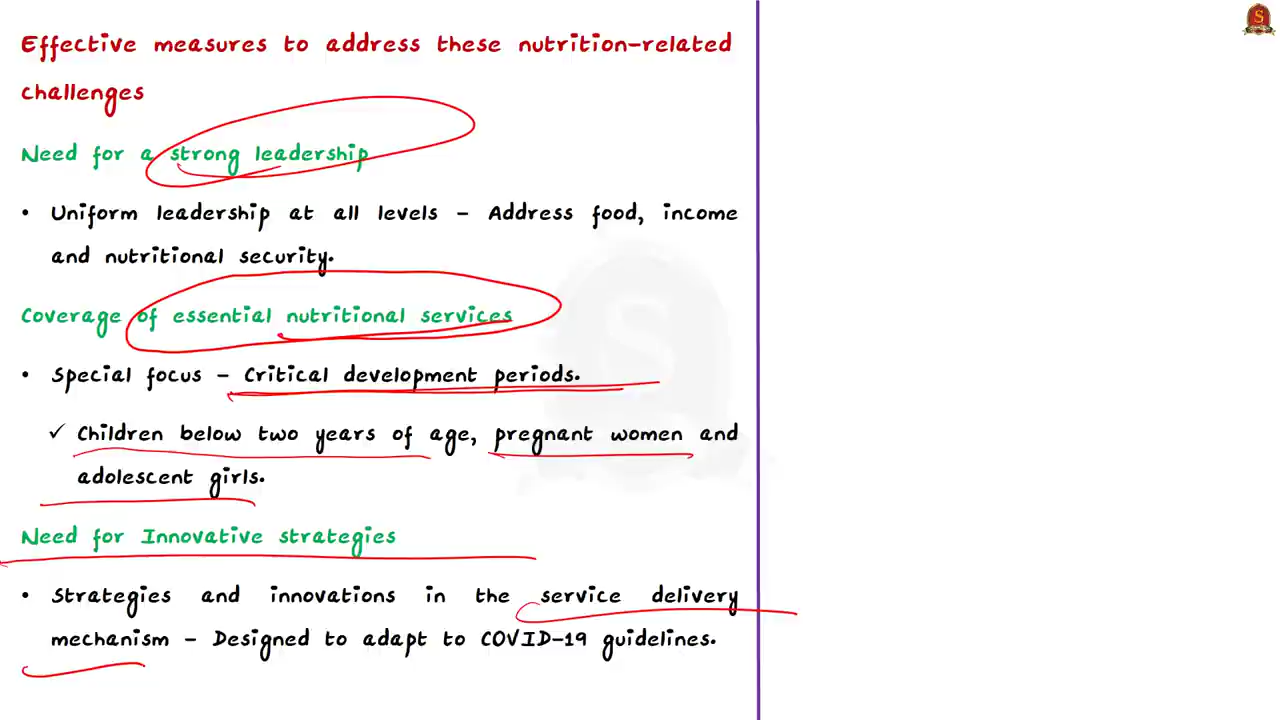 Effective measures to address these nutrition-related
challenges
Need for a strong leadership
• Uniform leadership at all levels – Address food, income
and nutritional security.
Coverage of essential nutritional services
• Special focus – Critical development periods.
✓ Children below two years of age, pregnant women and
adolescent girls.
Need for Innovative strategies
• Strategies and innovations in the service delivery
mechanism – Designed to adapt to COVID-19 guidelines.
S
S